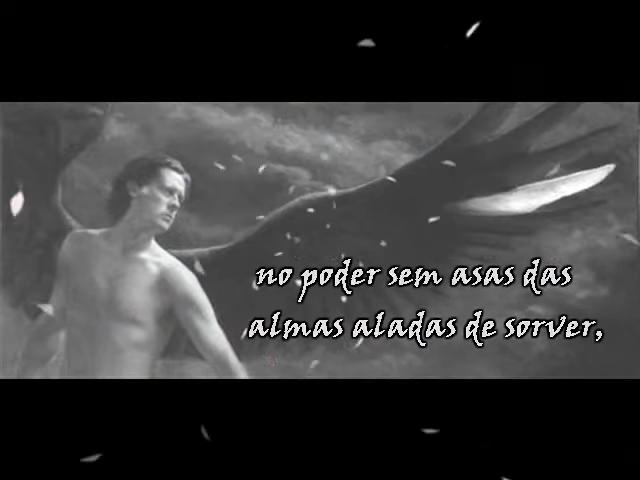 no poder sem asas das
almas aladas de sorver,